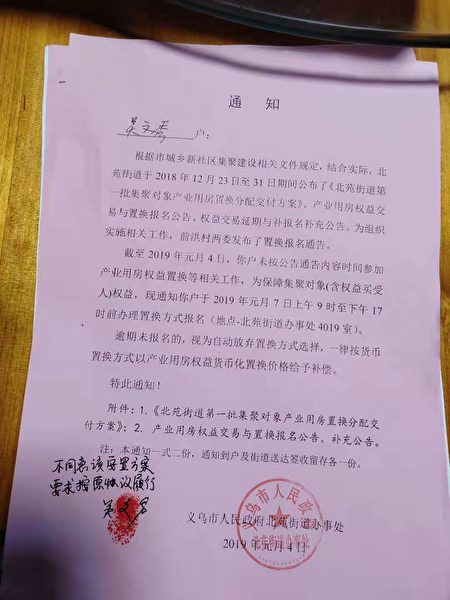 通 知
吴文 户：
根据市城乡新社区集聚建设相关文件规定，结合实际，北
苑街道于 2018 年 12 月 23 日至 31 日期间公布了《北苑街道第
一批集聚对象产业用房置换分配交付方案》、产业用房权益交
易与置换报名公告、权益交易延期与补报名补充公告。为组织
实施相关工作，前洪村两委发布了置换报名通告。
截至 2019 年元月 4 日，你户未按公告通告内容时间参加
产业用房权益置换等相关工作，为保障集聚对象(含权益买受
人)权益，现通知你户于 2019 年元月 7 日上午 9 时至下午 17
时前办理置换方式报名（地点-北苑街道办事处 4019 室）。
逾期未报名的，视为自动放弃置换方式选择，一律按货币
置换方式以产业用房权益货币化置换价格给予补偿。
特此通知！
附件：1.《北苑街道第一批集聚对象产业用房置换分配交
付方案》；2. 产业用房权益交易与置换报名公告、补充公告。
注：本通知一式二份，通知到户及街道送达签收留存各一份。
不同意该安置方案
要求按原协议履行
吴文
义乌市人民政府北苑街道办事处
2019 年元月 4 日
义乌市人民政府
北苑街道办事处